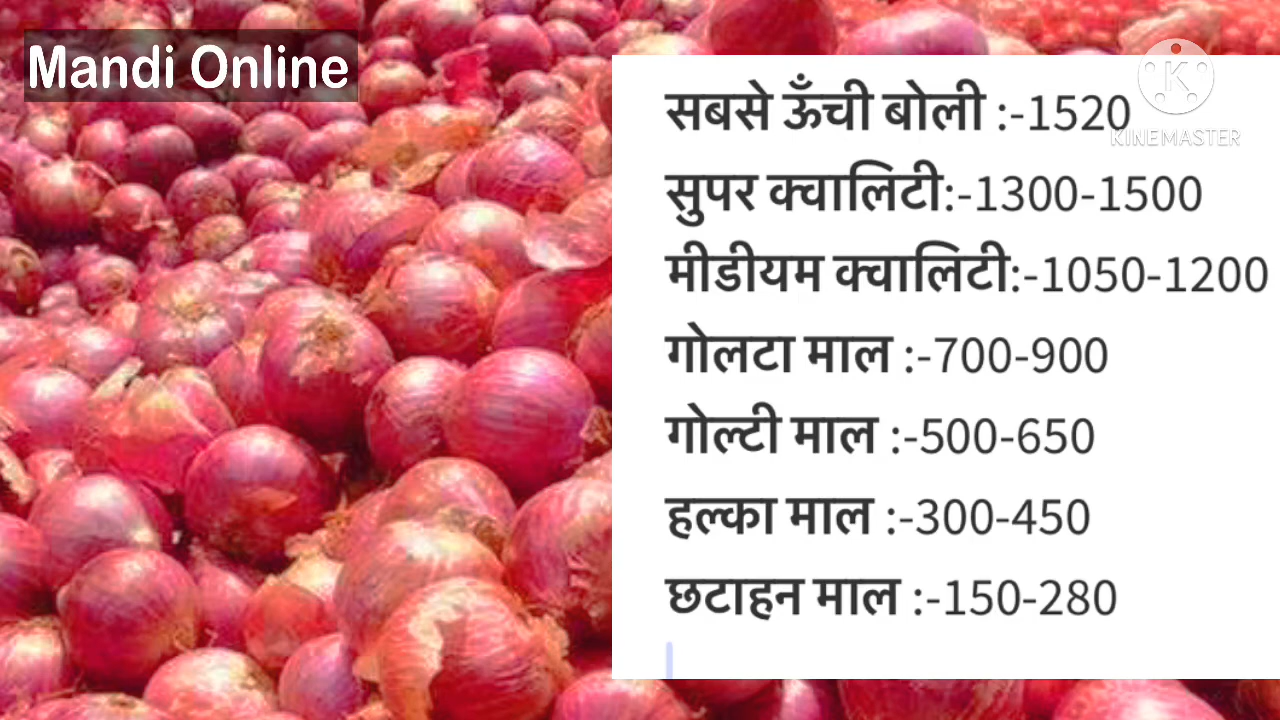 Mandi Online
सबसे ऊँची बोली :-1520
सुपर क्वालिटी:-1300-1500
मीडीयम क्वालिटी:-1050-1200
गोलटा माल :-700-900
गोल्टी माल :-500-650
हल्का माल :-300-450
छटाहन माल :-150-280
K
KINEMASTER